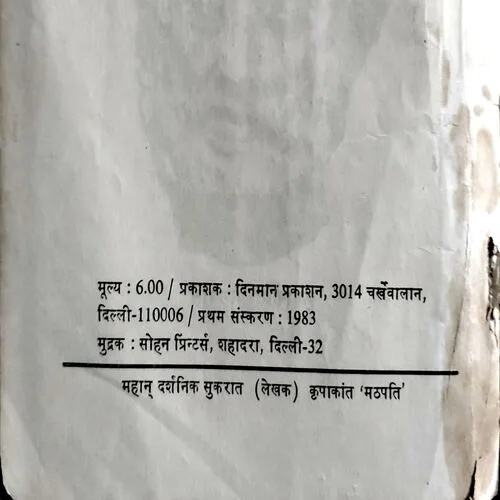 मूल्य : 6.00 / प्रकाशक : दिनमान प्रकाशन, 3014 चर्खेवालान,
दिल्ली-110006 / प्रथम संस्करण : 1983
मुद्रक : सोहन प्रिन्टर्स, शहादरा, दिल्ली-32
महान् दर्शनिक सुकरात (लेखक) कृपाकांत ‘मठपति’